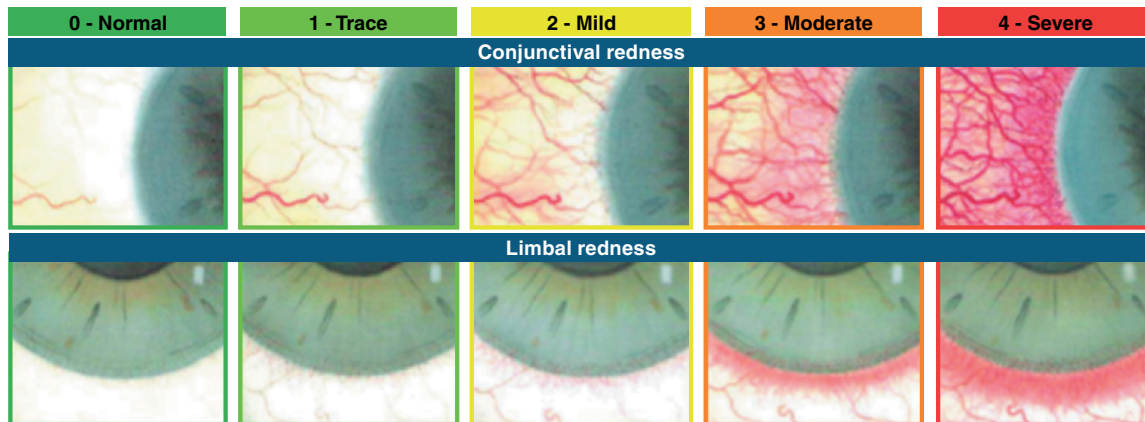 0 - Normal
1 - Trace
2 - Mild
3 - Moderate
4 - Severe
Conjunctival redness
Limbal redness